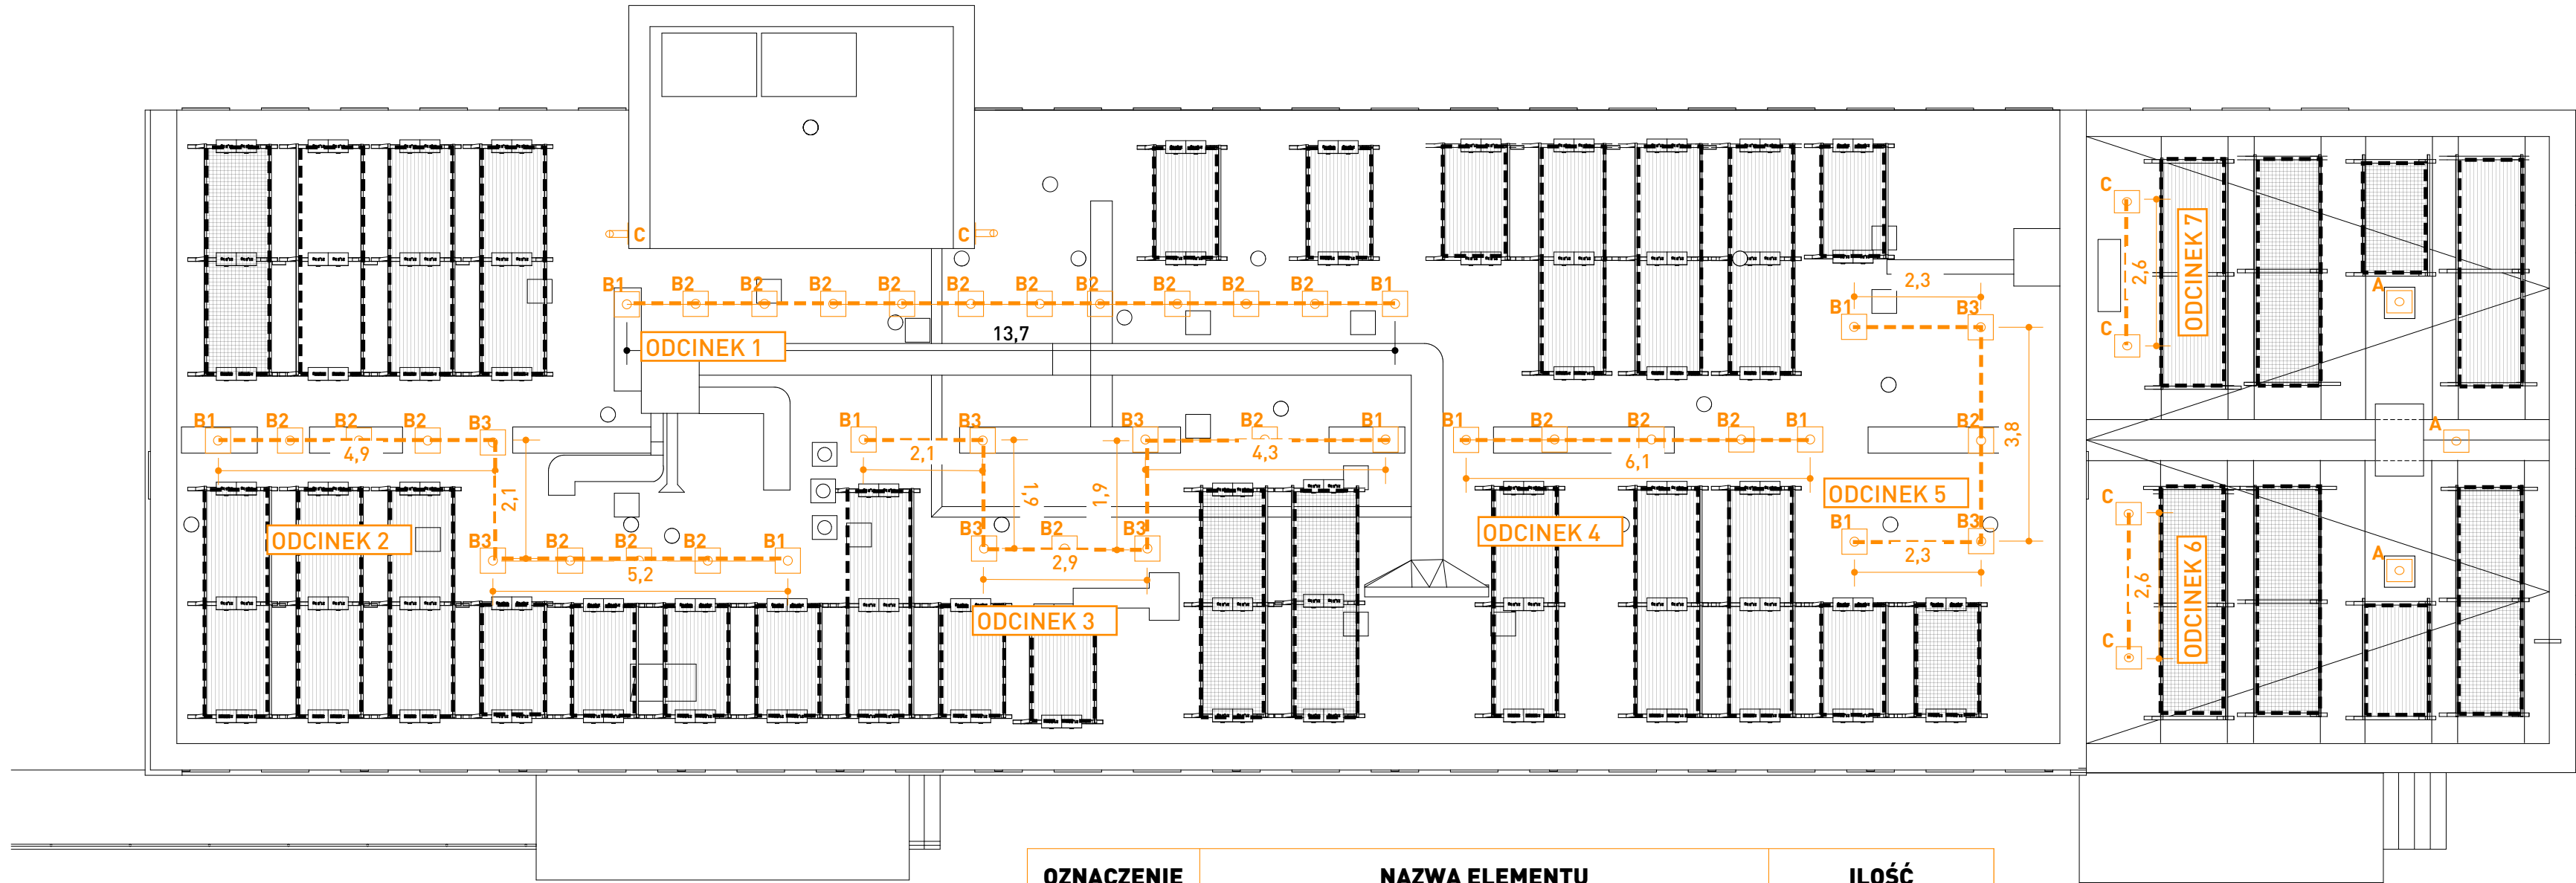 C
ODCINEK 7
2,6
C
A
C C
B1 B2 B2 B2 B2 B2 B2 B2 B2 B2 B2 B1
2,3
B1 B3
13,7
ODCINEK 1
B1 B2 B2 B2 B3
B1 B3 B3 B2 B1
B1 B2 B2 B2 B1
B2
3,8
A
4,9
2,1
4,3
6,1
2,1
1,9
1,9
ODCINEK 5
ODCINEK 2
ODCINEK 4
B3 B2 B2 B2 B1
B3 B2 B3
B1 B3
5,2
2,9
2,3
ODCINEK 3
C
A
2,6
ODCINEK 6
C
OZNACZENIE NAZWA ELEMENTU ILOŚĆ